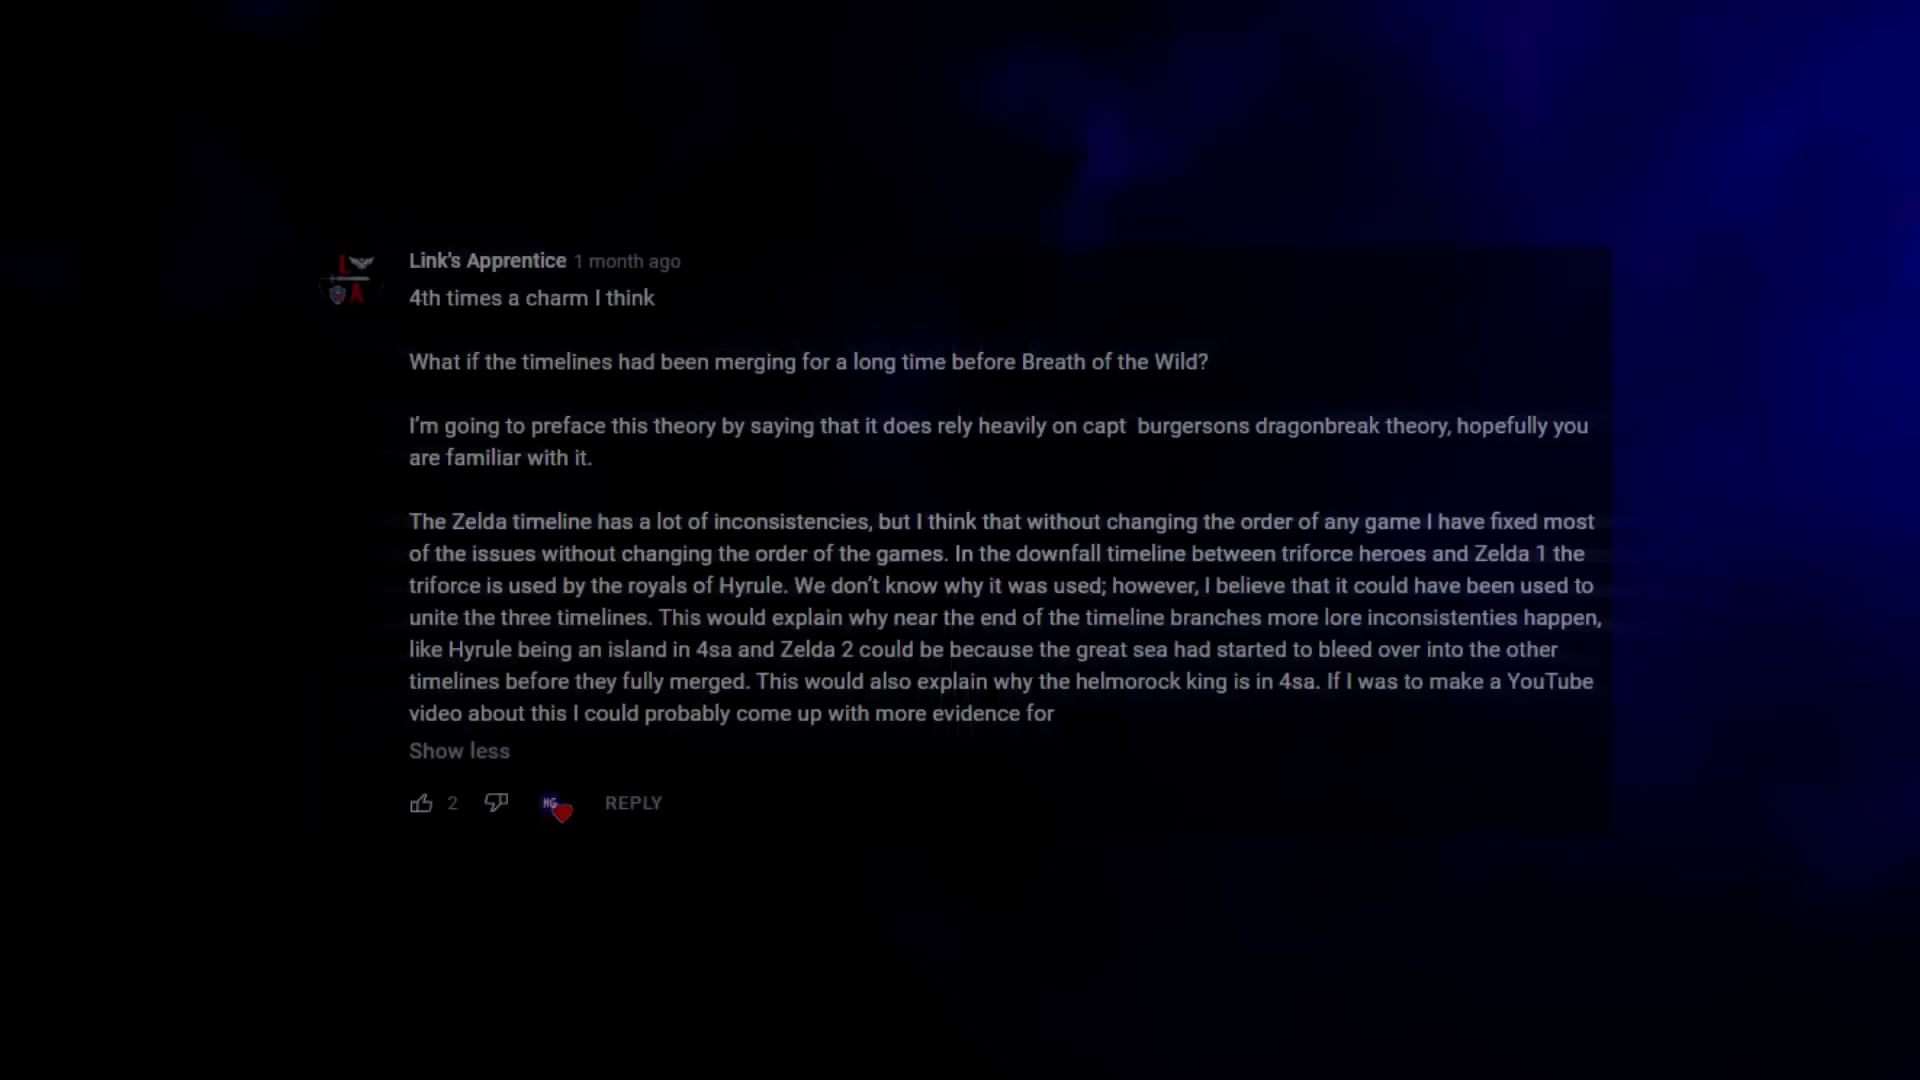 Link's Apprentice 1 month ago
4th times a charm I think
What if the timelines had been merging for a long time before Breath of the Wild?
I'm going to preface this theory by saying that it does rely heavily on capt burgersons dragonbreak theory, hopefully you
are familiar with it.
The Zelda timeline has a lot of inconsistencies, but I think that without changing the order of any game I have fixed most
of the issues without changing the order of the games. In the downfall timeline between triforce heroes and Zelda 1 the
triforce is used by the royals of Hyrule. We don't know why it was used; however, I believe that it could have been used to
unite the three timelines. This would explain why near the end of the timeline branches more lore inconsistenties happen,
like Hyrule being an island in 4sa and Zelda 2 could be because the great sea had started to bleed over into the other
timelines before they fully merged. This would also explain why the helmorock king is in 4sa. If I was to make a YouTube
video about this I could probably come up with more evidence for
Show less
2 HG REPLY
L
A